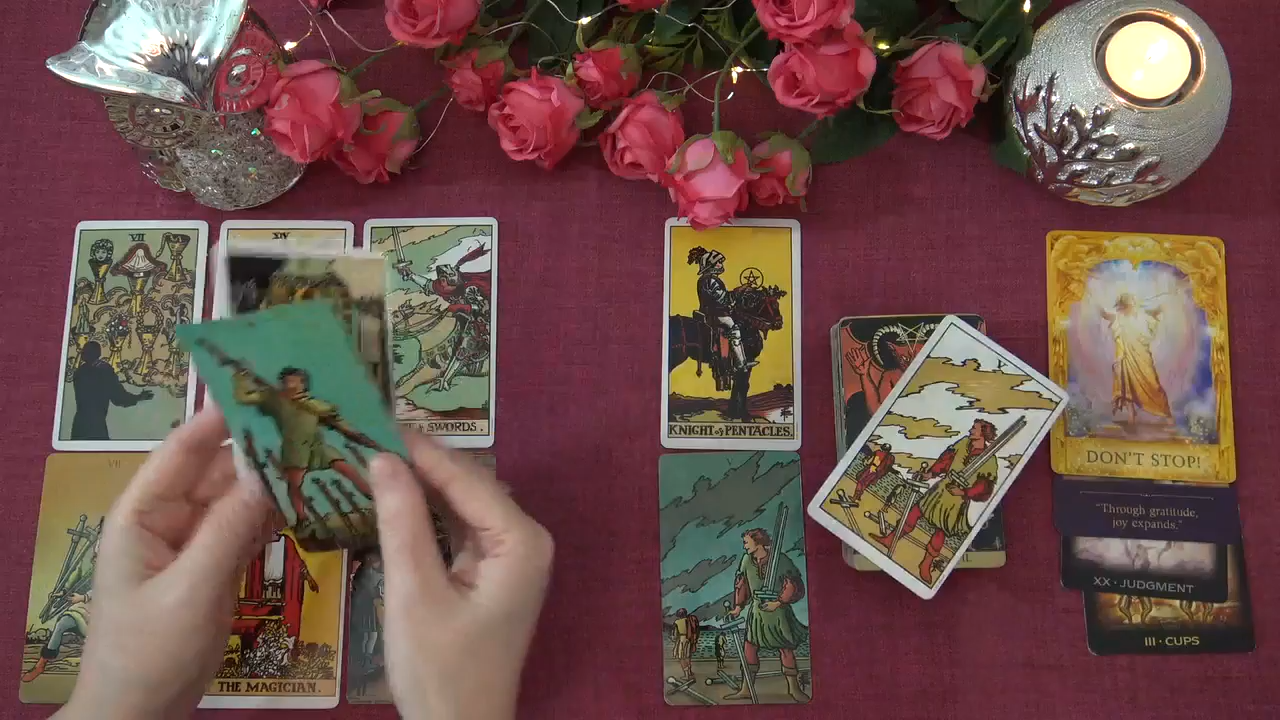 VII
XIV
SWORDS.
KNIGHT of PENTACLES.
V
DON'T STOP!
"Through gratitude,
joy expands."
XX · JUDGMENT
III · CUPS
VII
THE MAGICIAN.